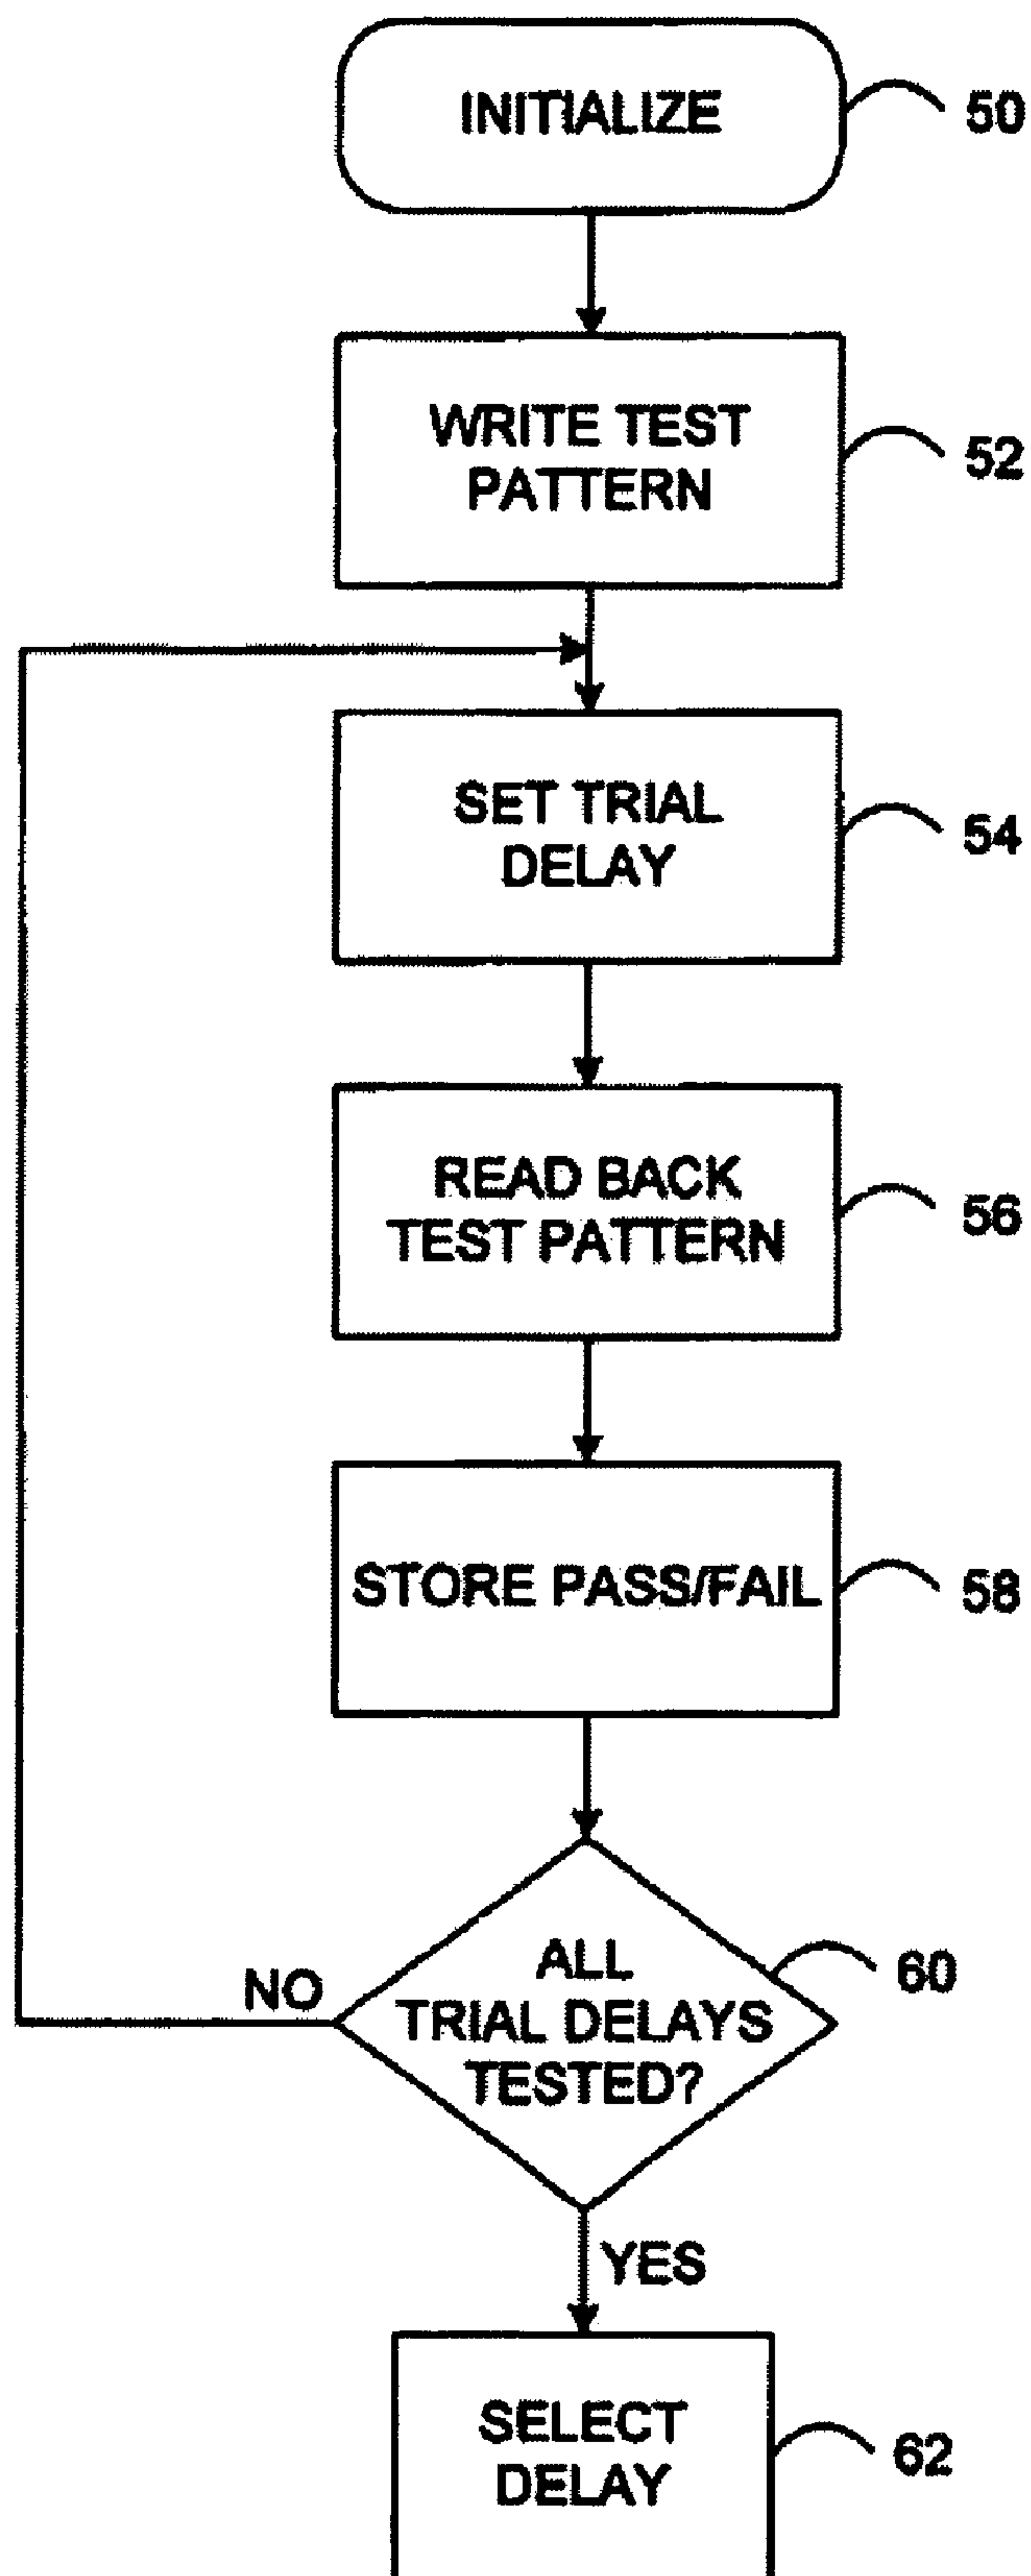 INITIALIZE
50
WRITE TEST
PATTERN
52
SET TRIAL
DELAY
54
READ BACK
TEST PATTERN
56
STORE PASS/FAIL
58
ALL
TRIAL DELAYS
TESTED?
60
NO
YES
SELECT
DELAY
62